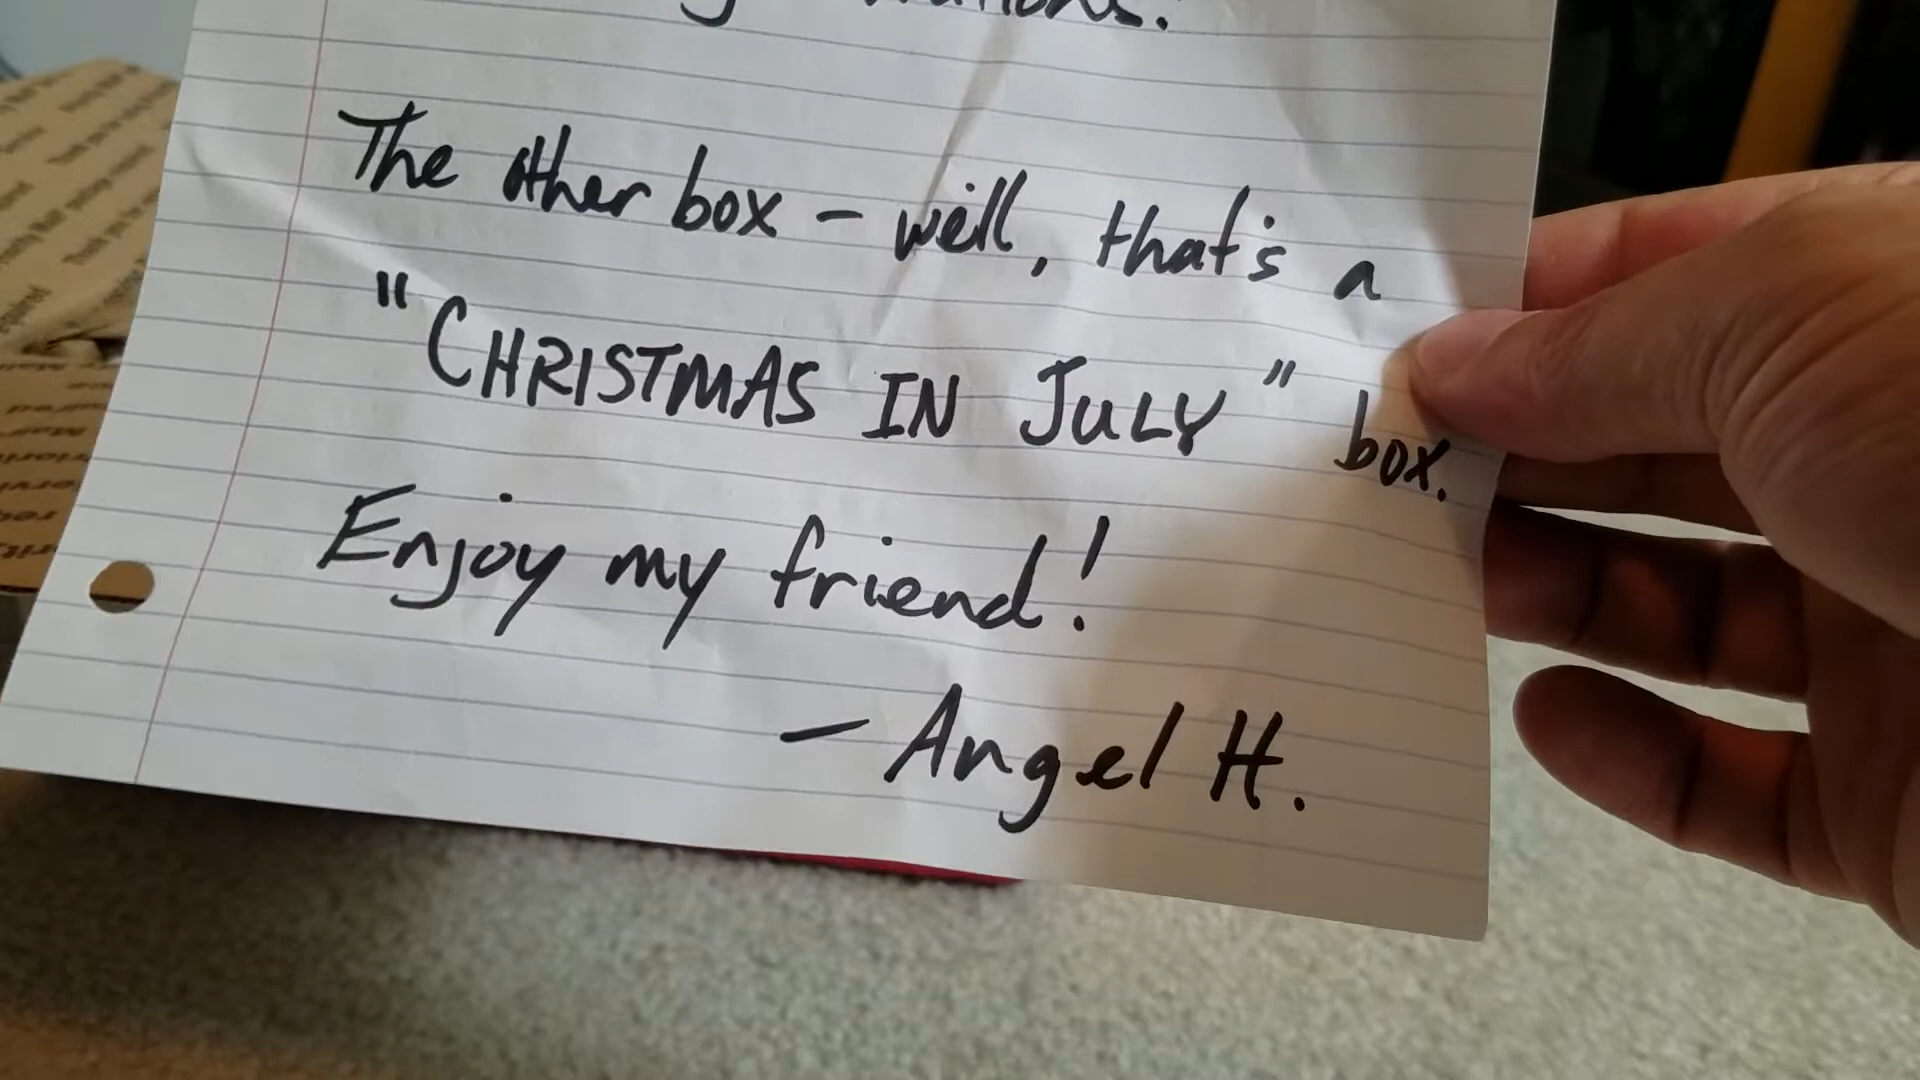 The other box - well, that's a
"CHRISTMAS IN JULY" box.
Enjoy my friend!
- Angel H.